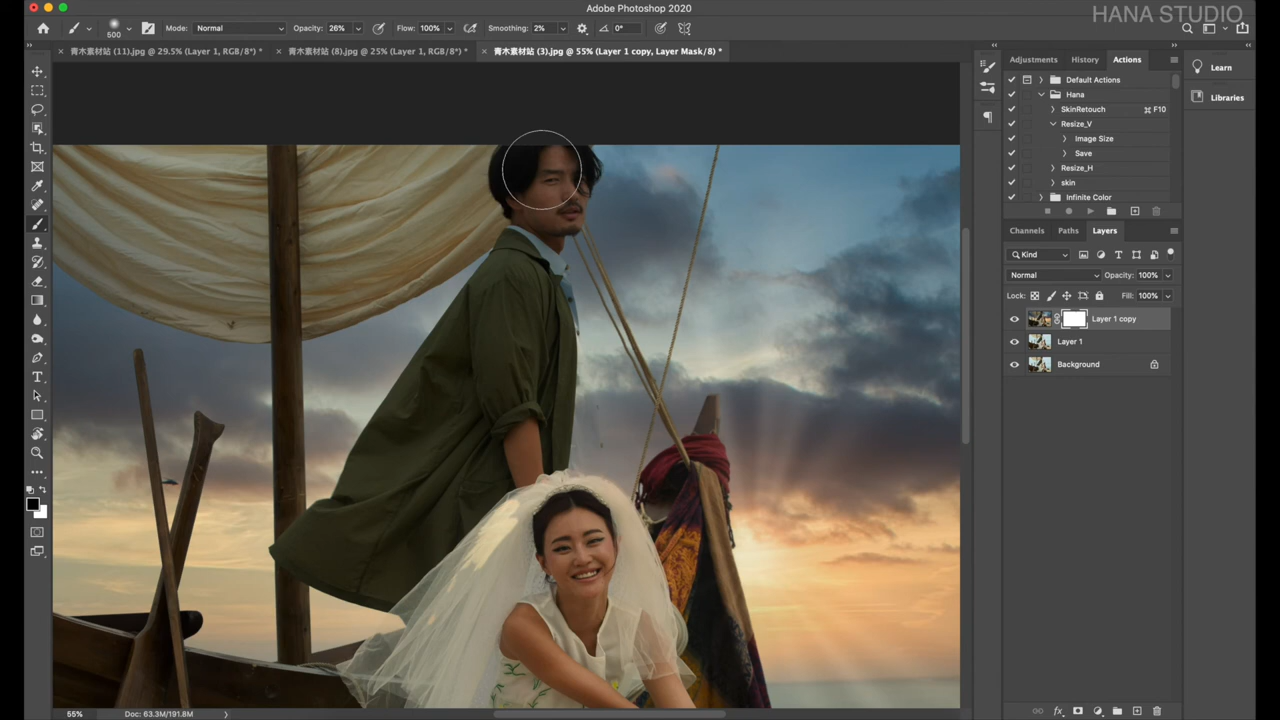 Adobe Photoshop 2020
HANA STUDIO
500
Mode: Normal
Opacity: 26%
Flow: 100%
Smoothing: 2%
0°
× 青木素材站 (11).jpg @ 29.5% (Layer 1, RGB/8*) *
× 青木素材站 (8).jpg @ 25% (Layer 1, RGB/8*) *
× 青木素材站 (3).jpg @ 55% (Layer 1 copy, Layer Mask/8) *
Adjustments
History
Actions
Default Actions
Hana
SkinRetouch ⌘ F10
Resize_V
Image Size
Save
Resize_H
skin
Infinite Color
Learn
Libraries
Channels
Paths
Layers
Kind
Normal
Opacity: 100%
Lock:
Fill: 100%
Layer 1 copy
Layer 1
Background
55%
Doc: 63.3M/191.8M